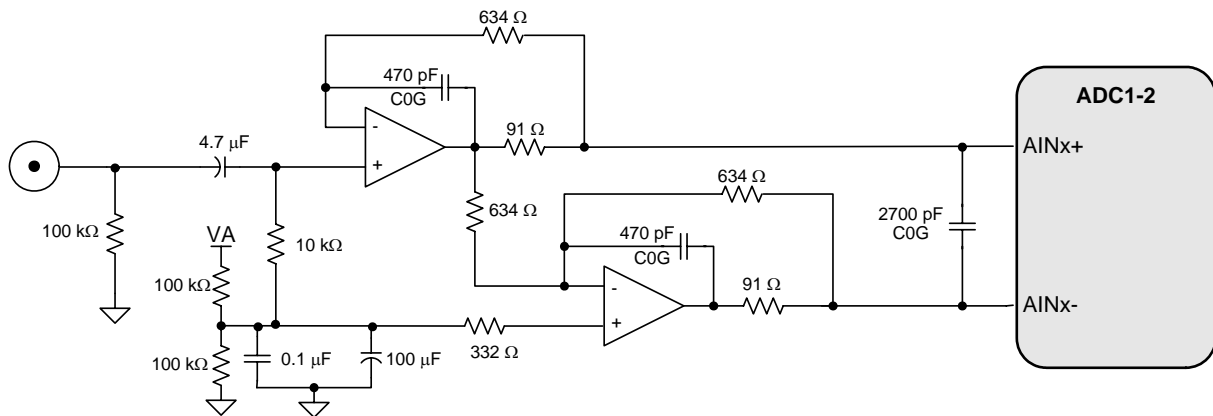 634 Ω
470 pF
C0G
ADC1-2
-
+
91 Ω
4.7 µF
AINx+
100 kΩ
VA
10 kΩ
634 Ω
634 Ω
470 pF
C0G
2700 pF
C0G
100 kΩ
-
+
91 Ω
AINx-
332 Ω
100 kΩ
0.1 µF
100 µF